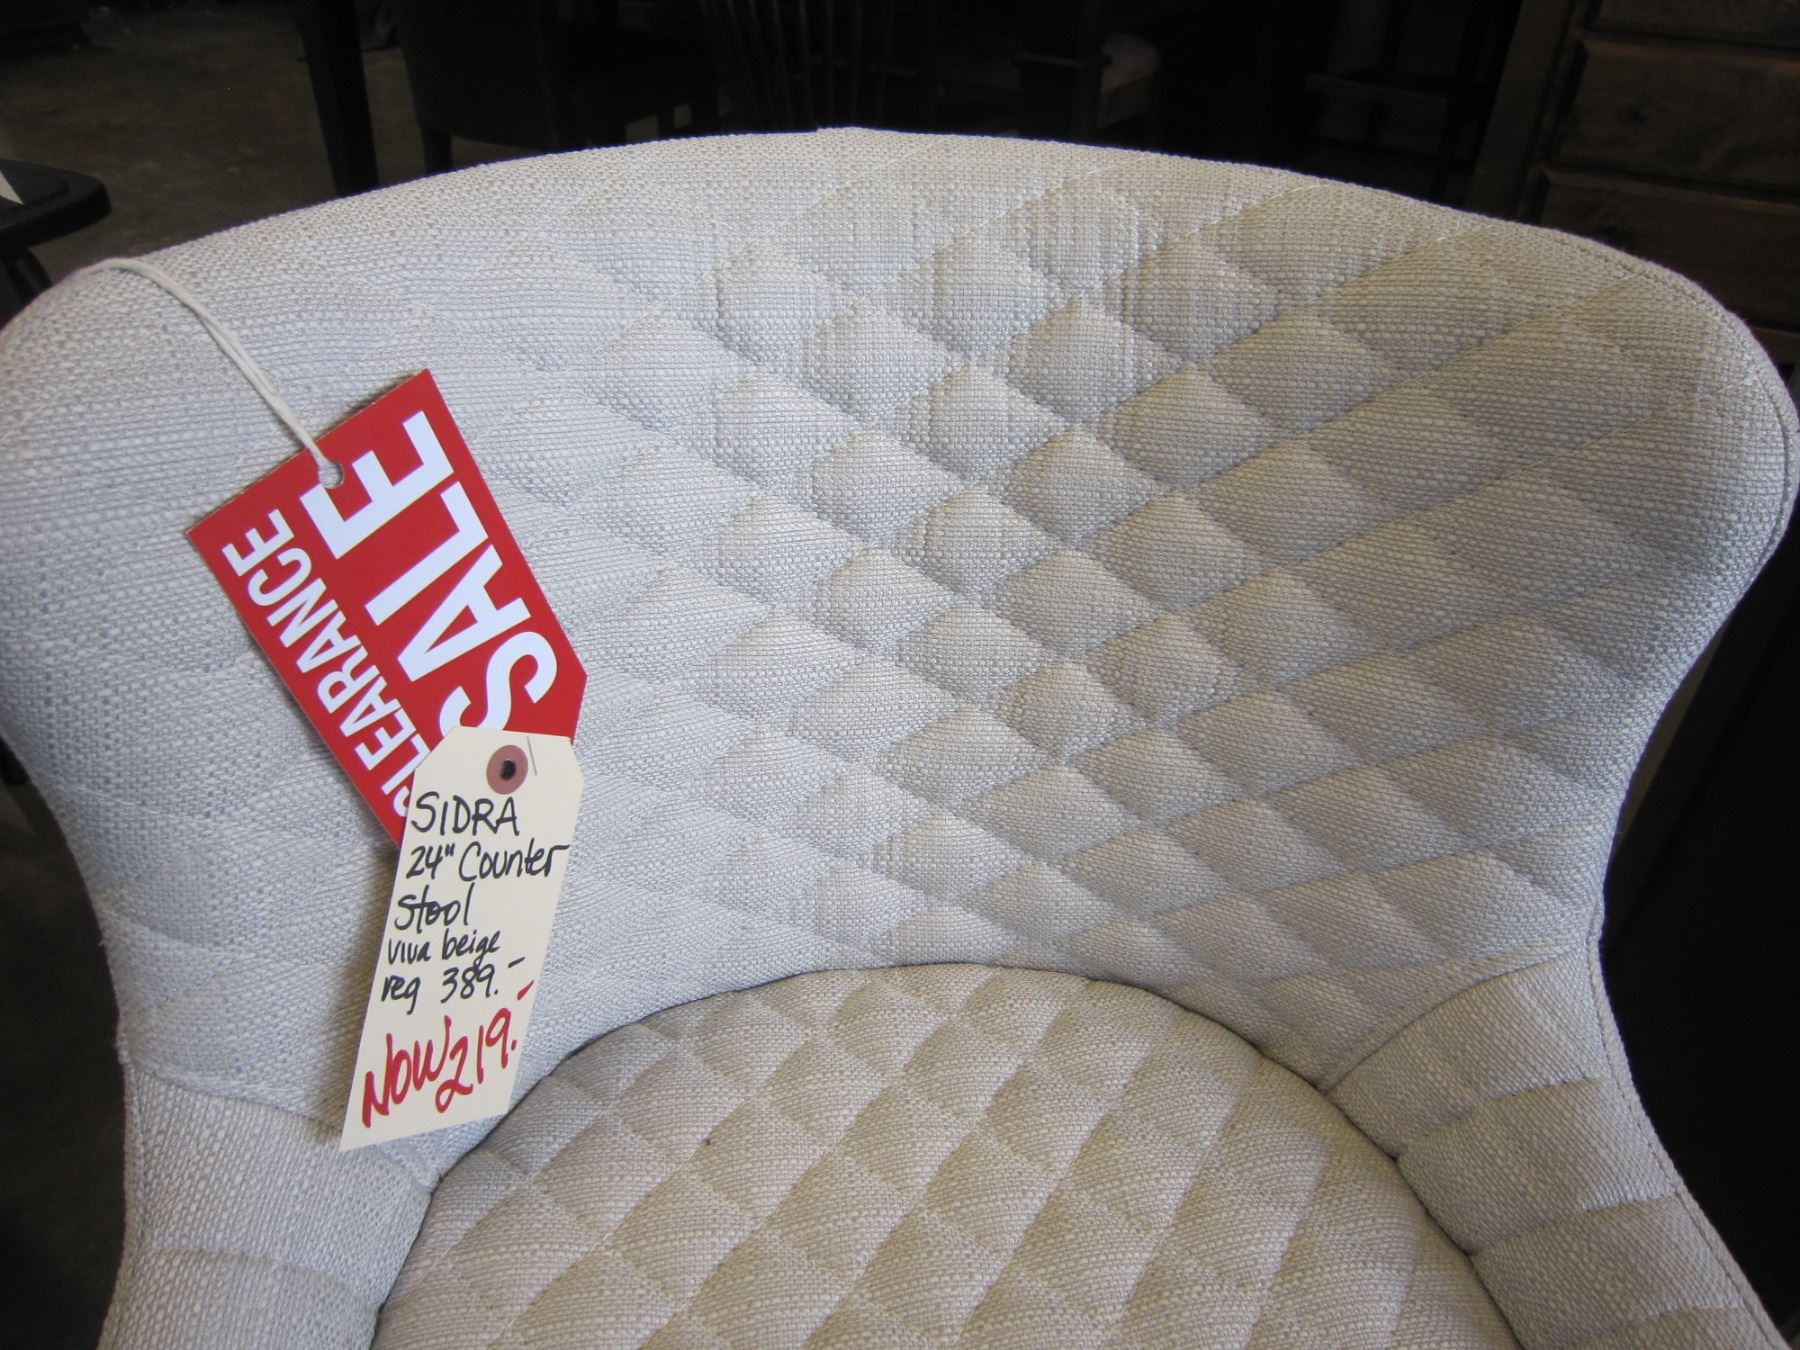 CLEARANCE
SALE
SIDRA
24" Counter
Stool
viva beige
reg 389.-
NOW 219.-